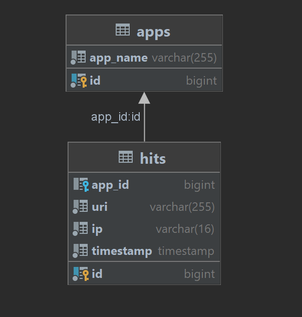 apps
app_name varchar(255)
id bigint
app_id:id
hits
app_id bigint
uri varchar(255)
ip varchar(16)
timestamp timestamp
id bigint